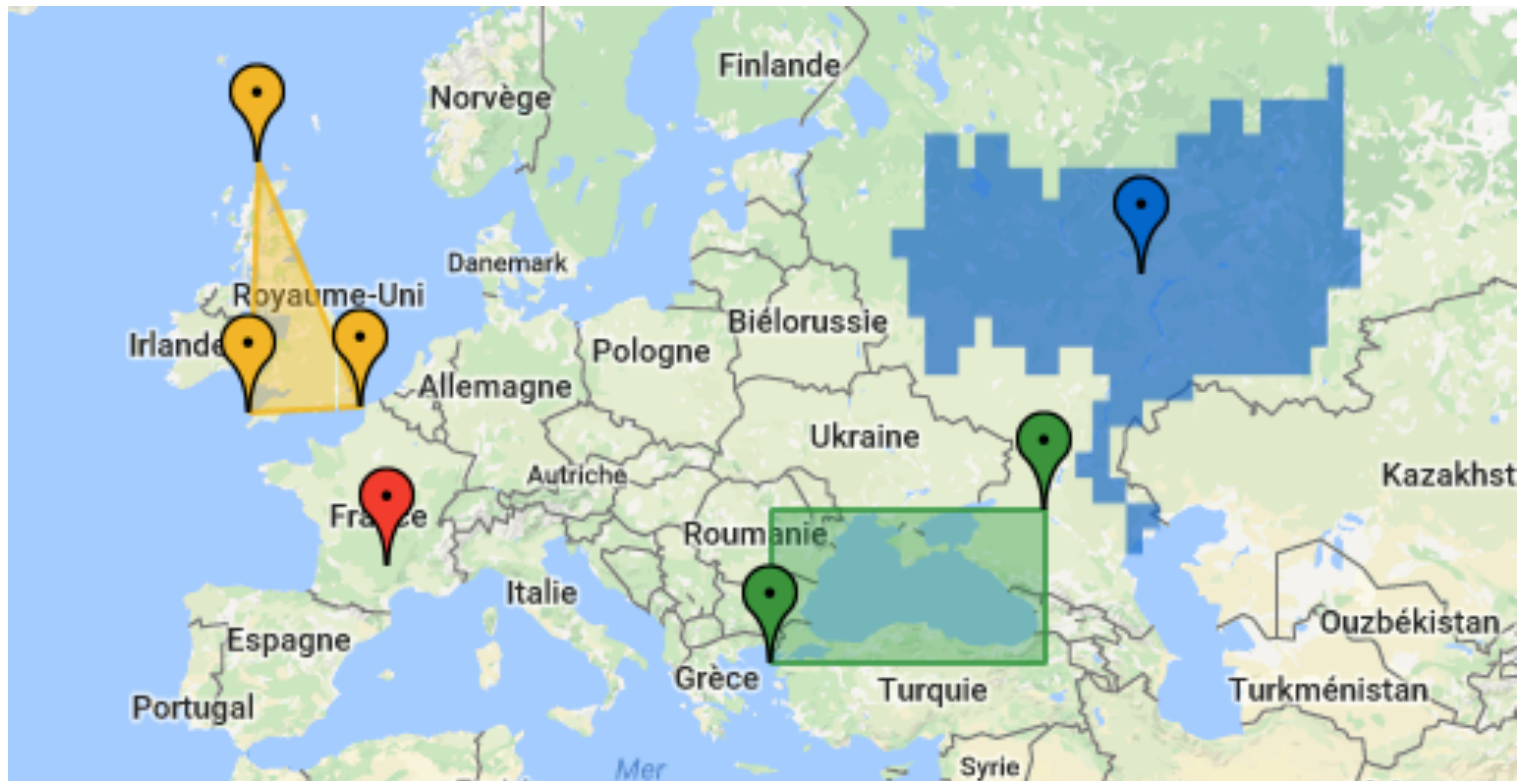 Finlande
Norvège
Danemark
Royaume-Uni
Biélorussie
Irlande
Pologne
Allemagne
Ukraine
Autriche
Kazakhst
France
Roumanie
Italie
Ouzbékistan
Espagne
Grèce
Turquie
Turkménistan
Portugal
Mer
Syrie